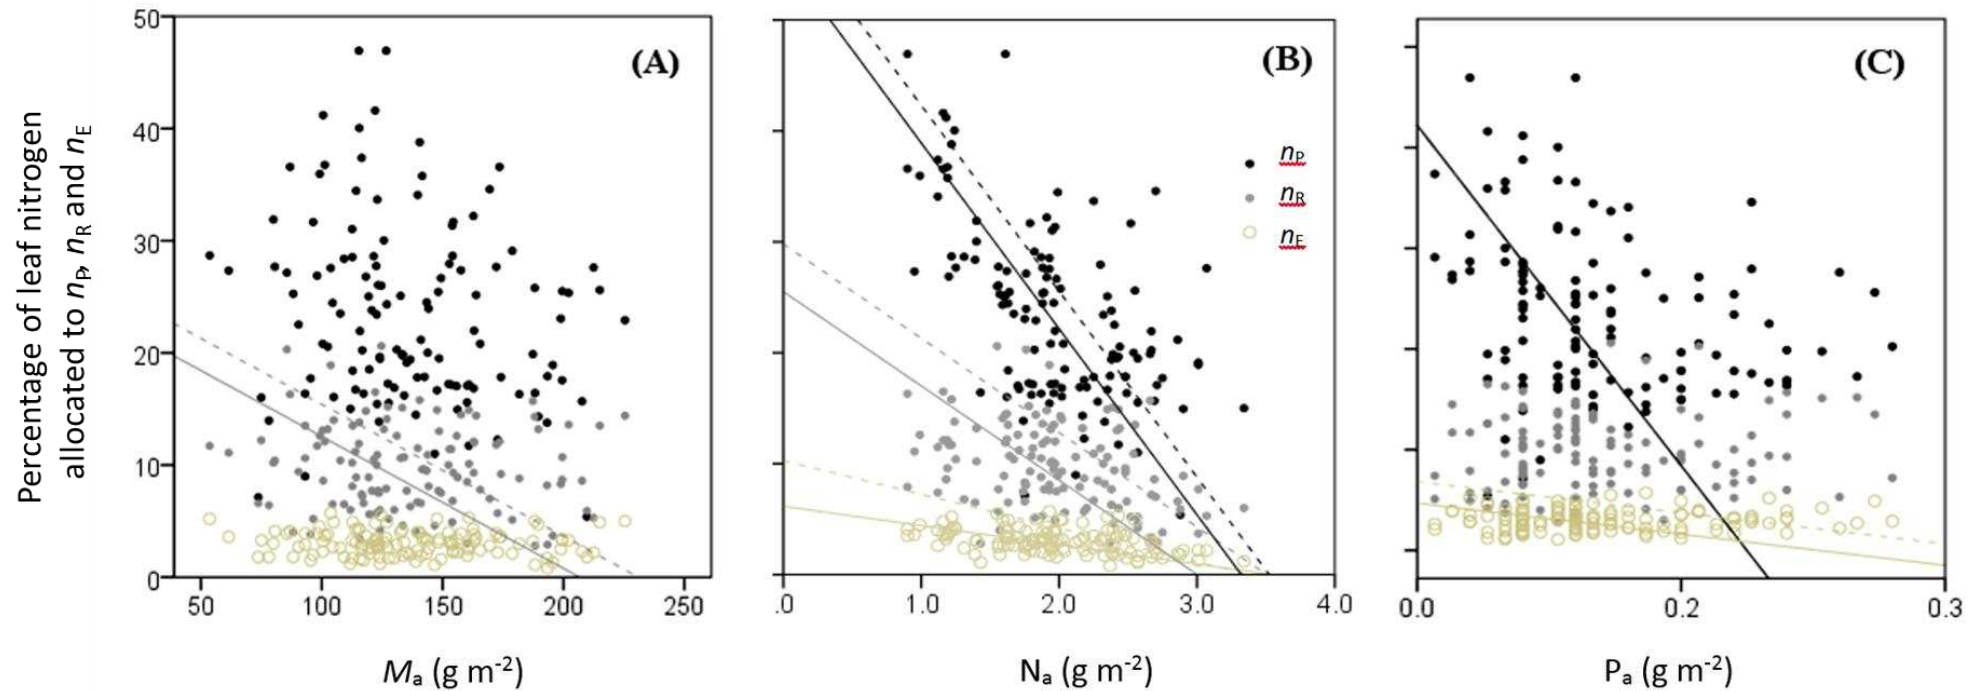 Percentage of leaf nitrogen
allocated to nP, nR and nE
50
40
30
20
10
0
50 100 150 200 250
(A)
Ma (g m-2)
(B)
nP
nR
nE
.0 1.0 2.0 3.0 4.0
Na (g m-2)
(C)
0.0 0.2 0.3
Pa (g m-2)